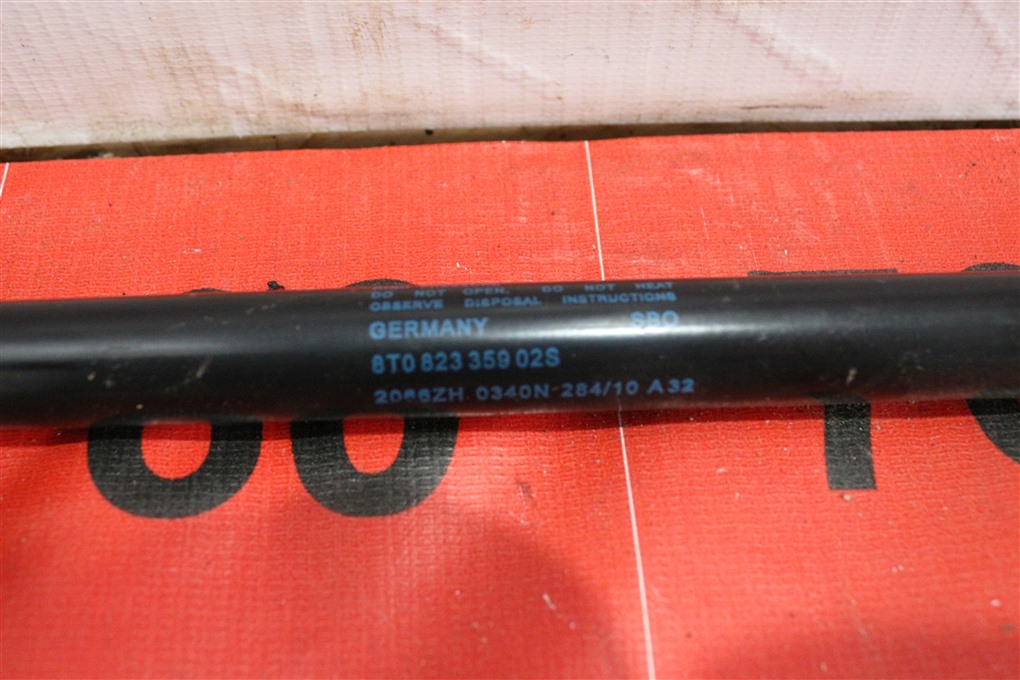 DO NOT OPEN. DO NOT HEAT
OBSERVE DISPOSAL INSTRUCTIONS
GERMANY SBO
8T0 823 359 02S
2066ZH 0340N 284/10 A32